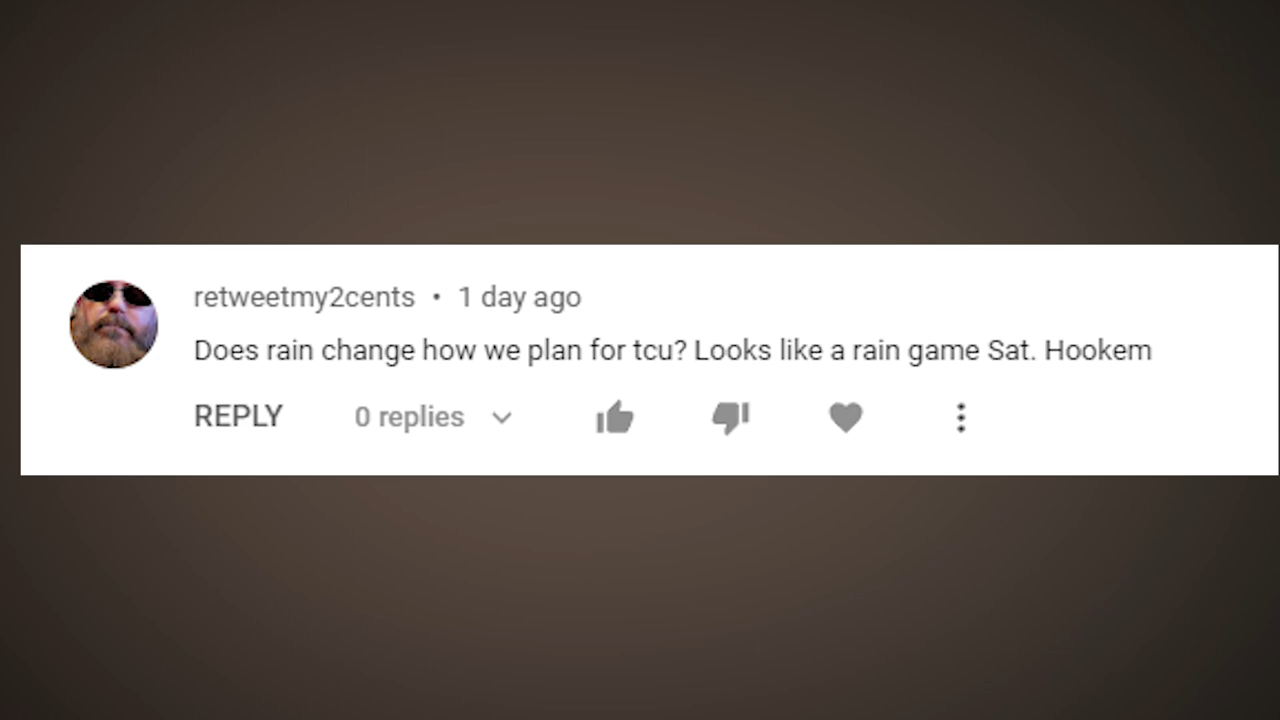 retweetmy2cents • 1 day ago
Does rain change how we plan for tcu? Looks like a rain game Sat. Hookem
REPLY 0 replies